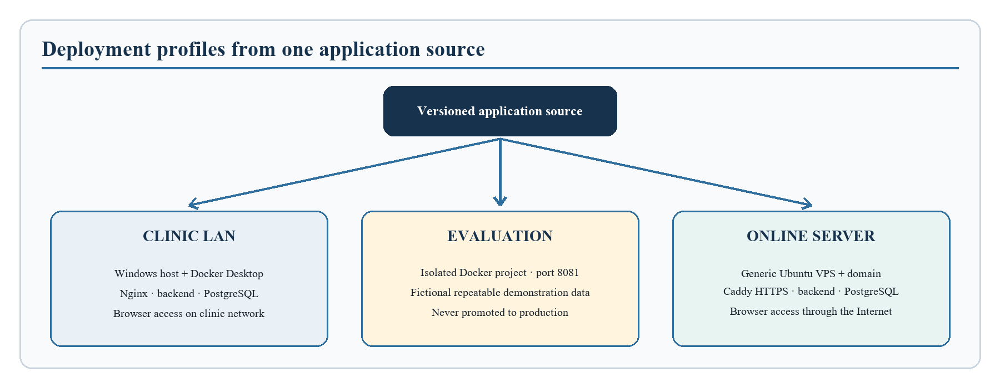 Deployment profiles from one application source
Versioned application source
CLINIC LAN
Windows host + Docker Desktop
Nginx · backend · PostgreSQL
Browser access on clinic network
EVALUATION
Isolated Docker project · port 8081
Fictional repeatable demonstration data
Never promoted to production
ONLINE SERVER
Generic Ubuntu VPS + domain
Caddy HTTPS · backend · PostgreSQL
Browser access through the Internet